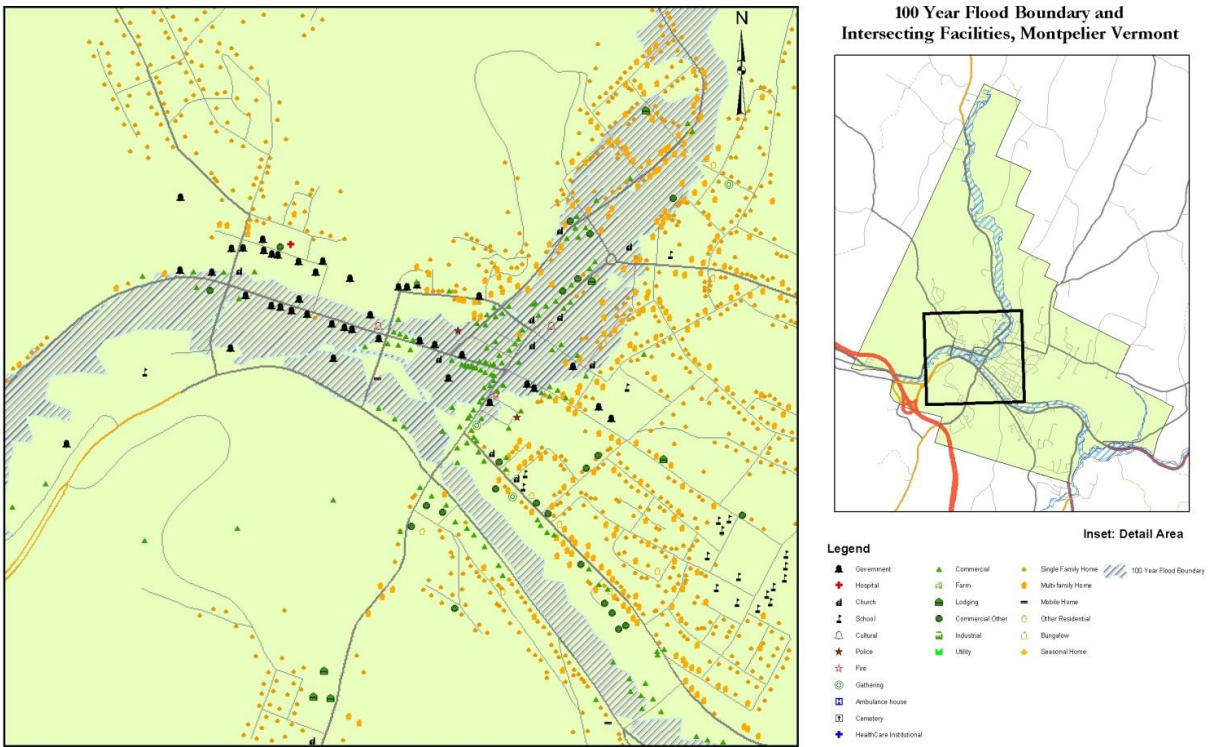 N
100 Year Flood Boundary and
Intersecting Facilities, Montpelier Vermont
Inset: Detail Area
Legend
Government
Hospital
Church
School
Cultural
Police
Fire
Gathering
Ambulance house
Cemetery
HealthCare Institutional
Commercial
Farm
Lodging
Commercial Other
Industrial
Utility
Single Family Home
Multi-family Home
Mobile Home
Other Residential
Bungalow
Seasonal Home
100 Year Flood Boundary